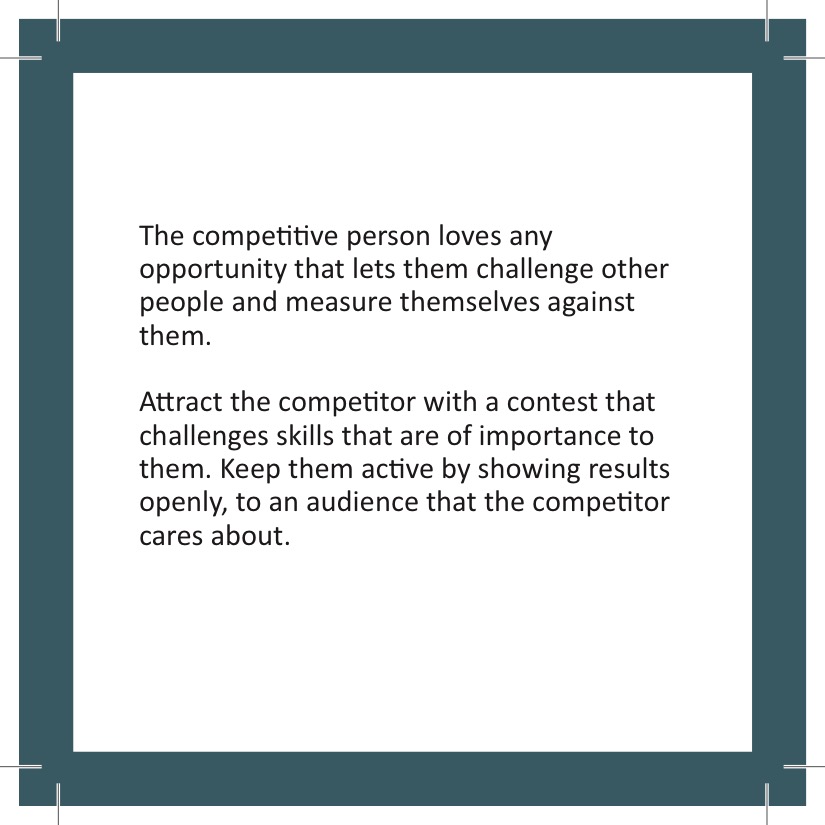 The competitive person loves any
opportunity that lets them challenge other
people and measure themselves against
them.
Attract the competitor with a contest that
challenges skills that are of importance to
them. Keep them active by showing results
openly, to an audience that the competitor
cares about.